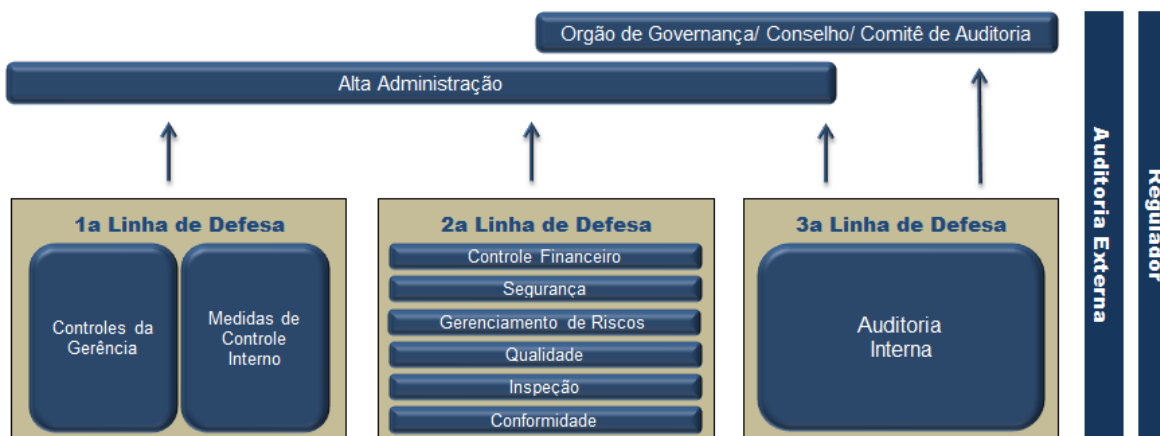 Orgão de Governança/ Conselho/ Comitê de Auditoria
Alta Administração
1a Linha de Defesa
Controles da
Gerência
Medidas de
Controle
Interno
2a Linha de Defesa
Controle Financeiro
Segurança
Gerenciamento de Riscos
Qualidade
Inspeção
Conformidade
3a Linha de Defesa
Auditoria
Interna
Auditoria Externa
Regulador